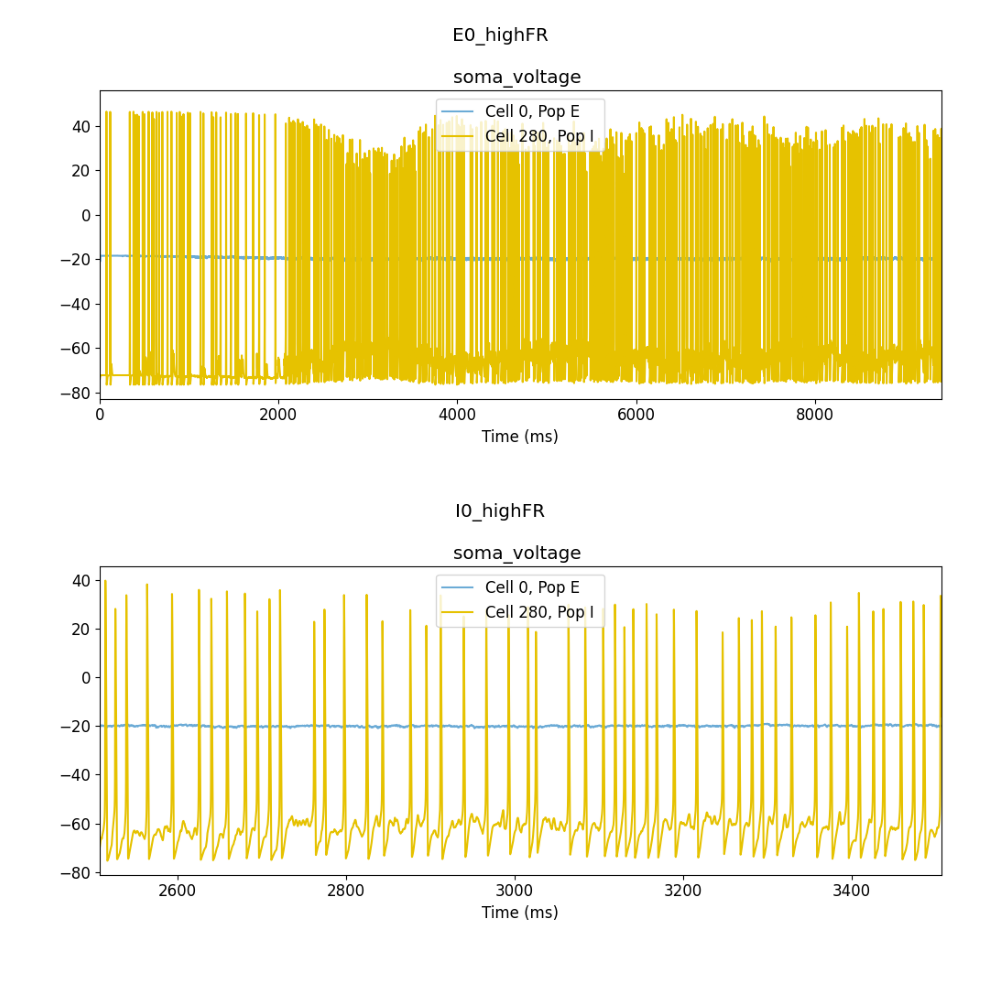 E0_highFR
soma_voltage
Cell 0, Pop E
Cell 280, Pop I
40
20
0
−20
−40
−60
−80
0 2000 4000 6000 8000
Time (ms)
I0_highFR
soma_voltage
Cell 0, Pop E
Cell 280, Pop I
40
20
0
−20
−40
−60
−80
2600 2800 3000 3200 3400
Time (ms)